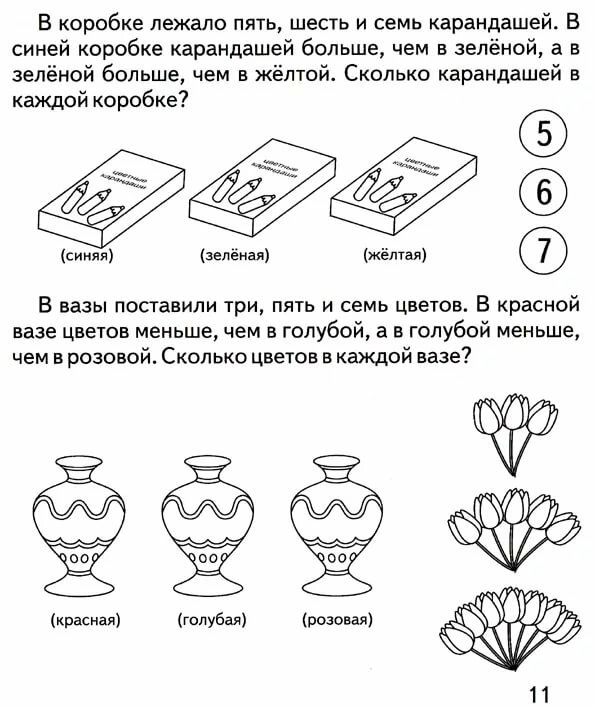 В коробке лежало пять, шесть и семь карандашей. В
синей коробке карандашей больше, чем в зелёной, а в
зелёной больше, чем в жёлтой. Сколько карандашей в
каждой коробке?
5
6
7
цветные
карандаши
цветные
карандаши
цветные
карандаши
(синяя)
(зелёная)
(жёлтая)
В вазы поставили три, пять и семь цветов. В красной
вазе цветов меньше, чем в голубой, а в голубой меньше,
чем в розовой. Сколько цветов в каждой вазе?
(красная)
(голубая)
(розовая)
11